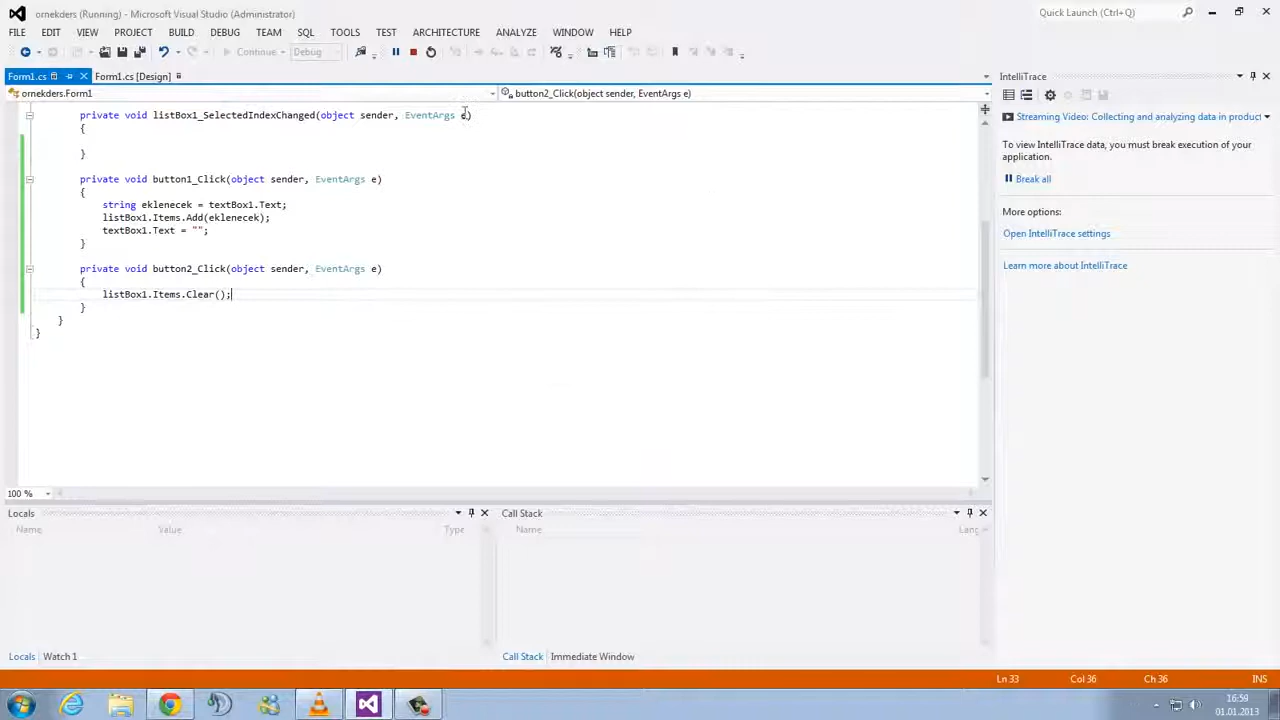 ornekders (Running) - Microsoft Visual Studio (Administrator)
Quick Launch (Ctrl+Q)
FILE EDIT VIEW PROJECT BUILD DEBUG TEAM SQL TOOLS TEST ARCHITECTURE ANALYZE WINDOW HELP
Continue Debug
Form1.cs Form1.cs [Design]
IntelliTrace
ornekders.Form1
button2_Click(object sender, EventArgs e)
private void listBox1_SelectedIndexChanged(object sender, EventArgs e)
{
}
private void button1_Click(object sender, EventArgs e)
{
string eklenecek = textBox1.Text;
listBox1.Items.Add(eklenecek);
textBox1.Text = "";
}
private void button2_Click(object sender, EventArgs e)
{
listBox1.Items.Clear();
}
}
}
Streaming Video: Collecting and analyzing data in product
To view IntelliTrace data, you must break execution of your
application.
Break all
More options:
Open IntelliTrace settings
Learn more about IntelliTrace
100 %
Locals
Name Value Type
Call Stack
Name Lang
Locals Watch 1
Call Stack Immediate Window
Ln 33 Col 36 Ch 36 INS
16:59
01.01.2013